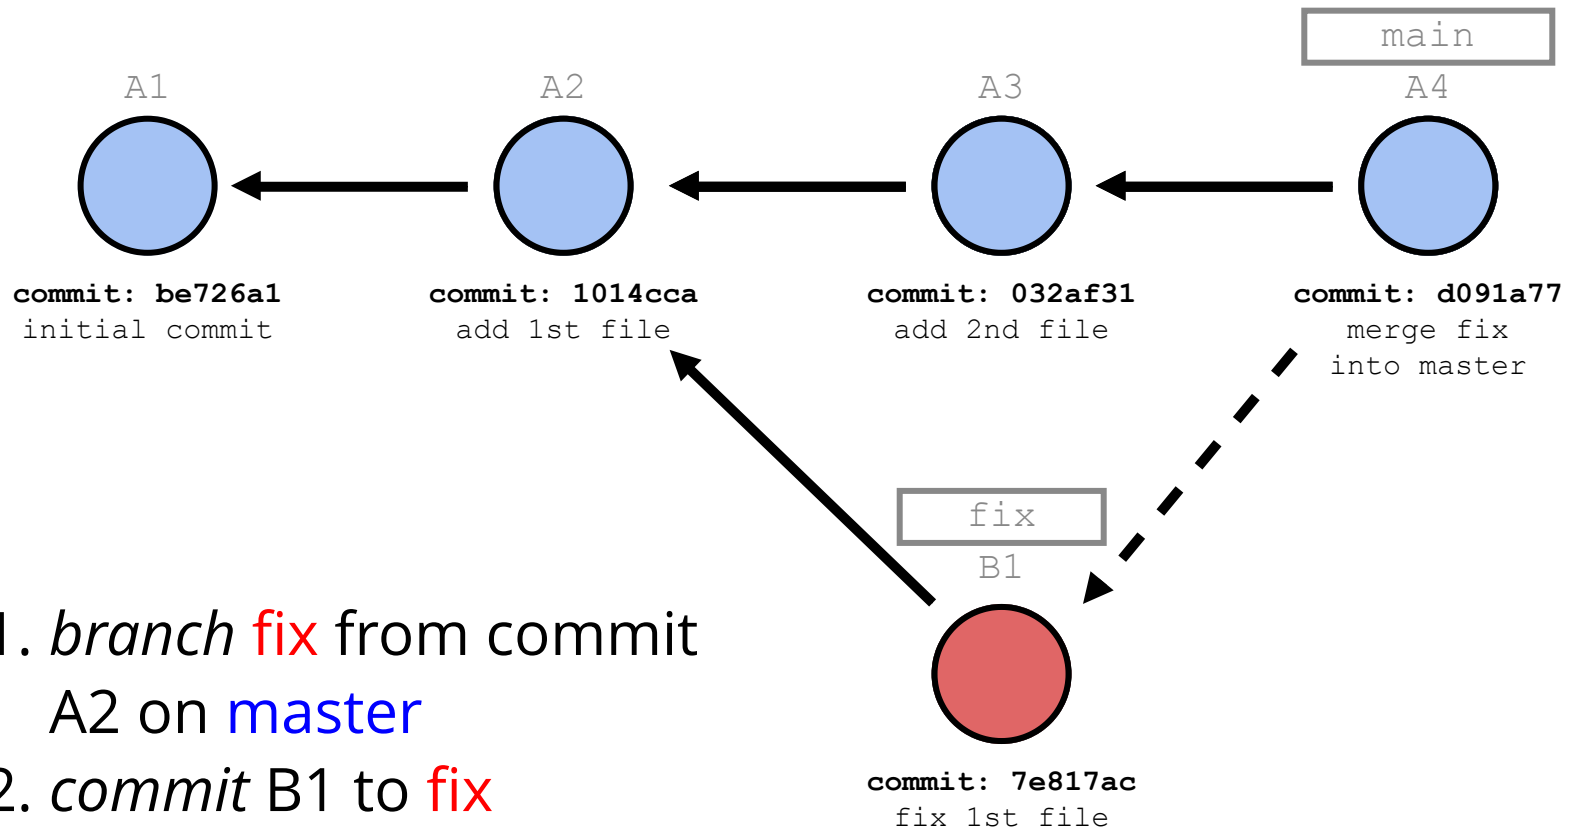 main
A1
A2
A3
A4
commit: be726a1
initial commit
commit: 1014cca
add 1st file
commit: 032af31
add 2nd file
commit: d091a77
merge fix
into master
fix
B1
commit: 7e817ac
fix 1st file
1. branch fix from commit
A2 on master
2. commit B1 to fix